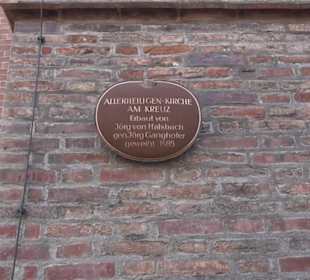 ALLERHEILIGEN-KIRCHE
AM KREUZ
Erbaut von
Jörg von Halsbach
gen. Jörg Ganghofer
geweiht 1485